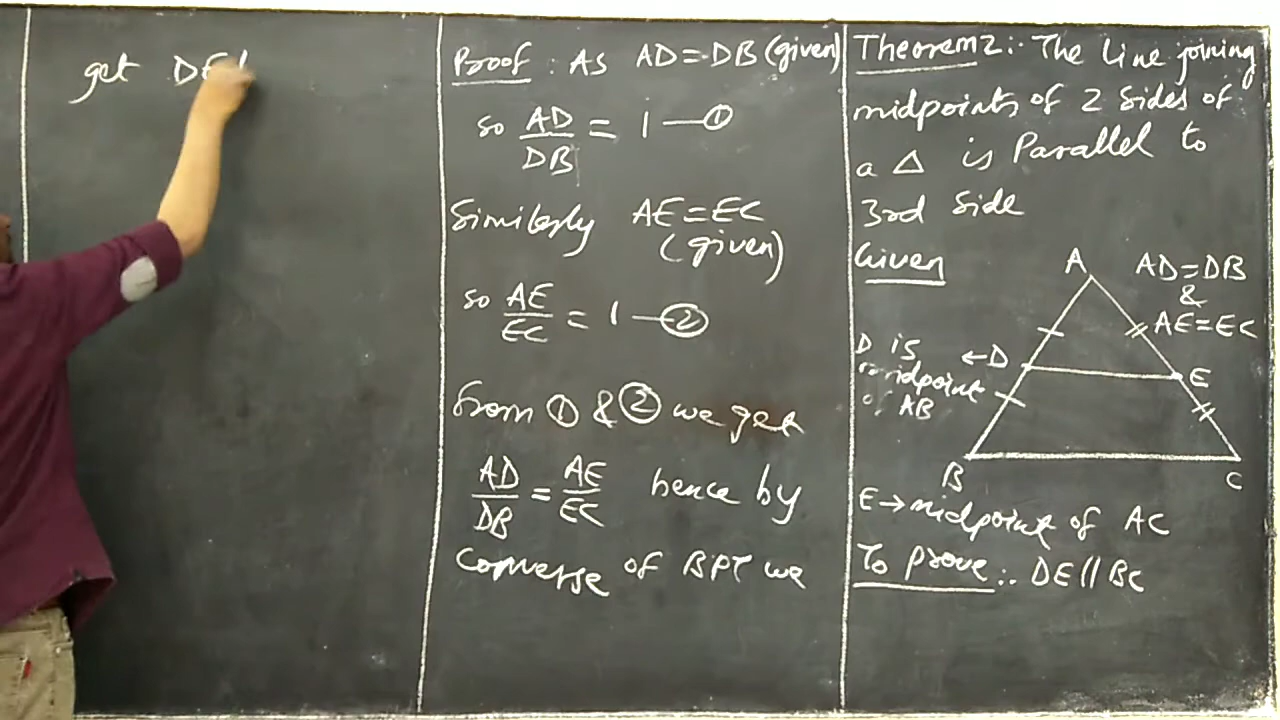 Theorem 2:- The line joining
midpoints of 2 sides of
a △ is Parallel to
3rd side
Given
A
AD=DB
&
AE=EC
D is
midpoint
of AB
←D
E
B
C
E→midpoint of AC
To prove:- DE//BC
Proof : As AD=DB (given)
so AD/DB = 1 —①
Similarly AE=EC
(given)
so AE/EC = 1 —②
from ① & ② we get
AD/DB = AE/EC hence by
converse of BPT we
get DE/